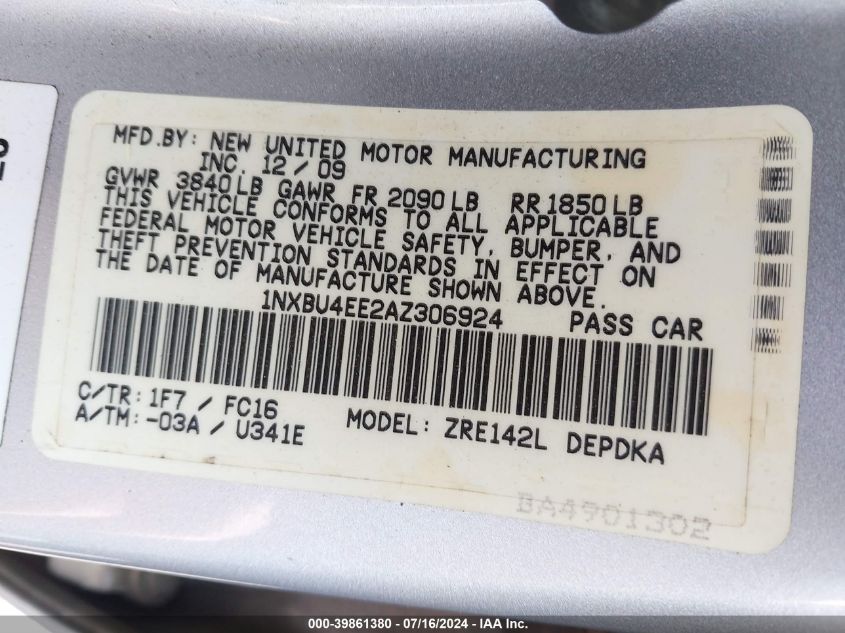 MFD.BY: NEW UNITED MOTOR MANUFACTURING
INC. 12/09
GVWR 3840LB GAWR FR 2090LB RR1850LB
THIS VEHICLE CONFORMS TO ALL APPLICABLE
FEDERAL MOTOR VEHICLE SAFETY, BUMPER, AND
THEFT PREVENTION STANDARDS IN EFFECT ON
THE DATE OF MANUFACTURE SHOWN ABOVE.
1NXBU4EE2AZ306924 PASS CAR
C/TR: 1F7 / FC16
A/TM: -03A / U341E MODEL: ZRE142L DEPDKA
BA4901302
000-39861380 - 07/16/2024 - IAA Inc.